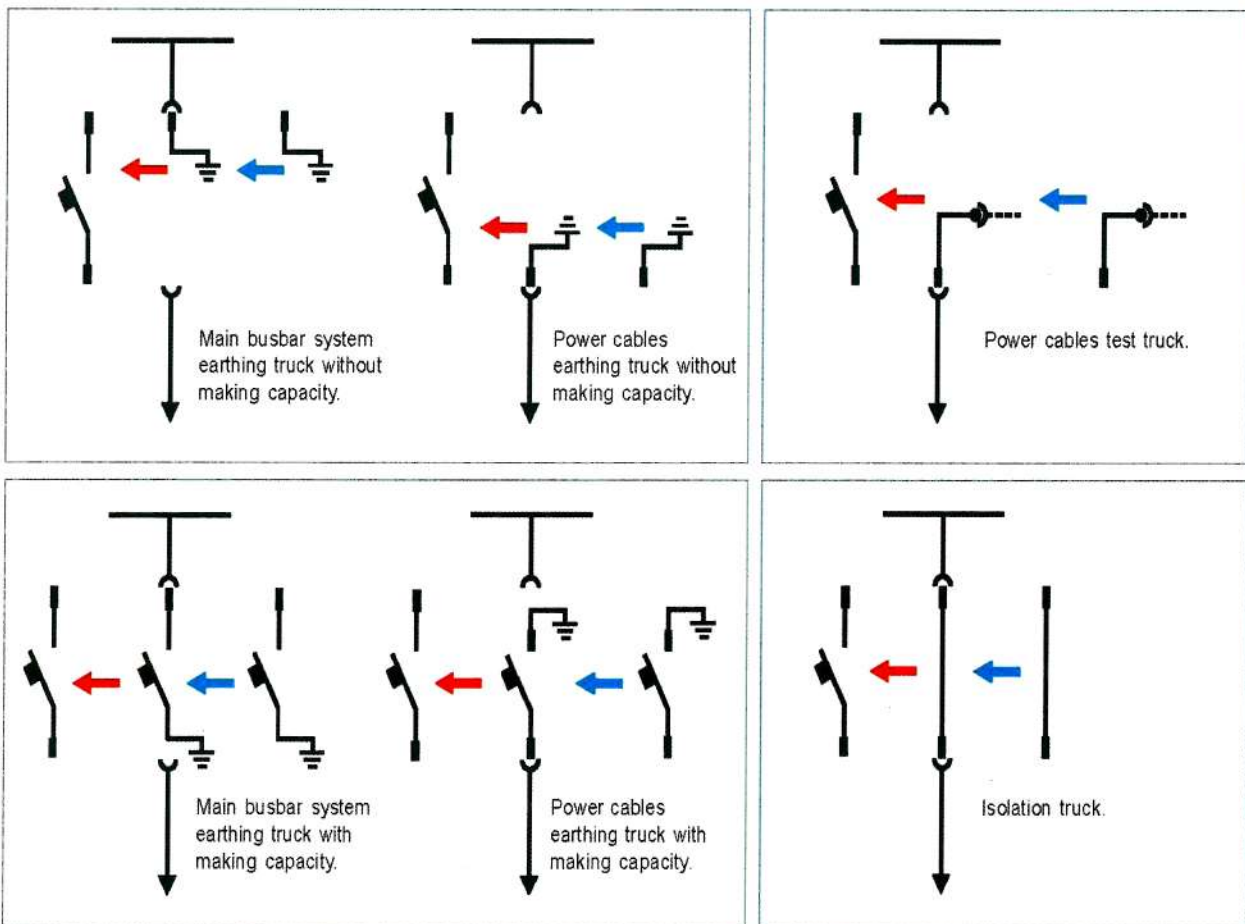 Main busbar system
earthing truck without
making capacity.
Power cables
earthing truck without
making capacity.
Power cables test truck.
Main busbar system
earthing truck with
making capacity.
Power cables
earthing truck with
making capacity.
Isolation truck.